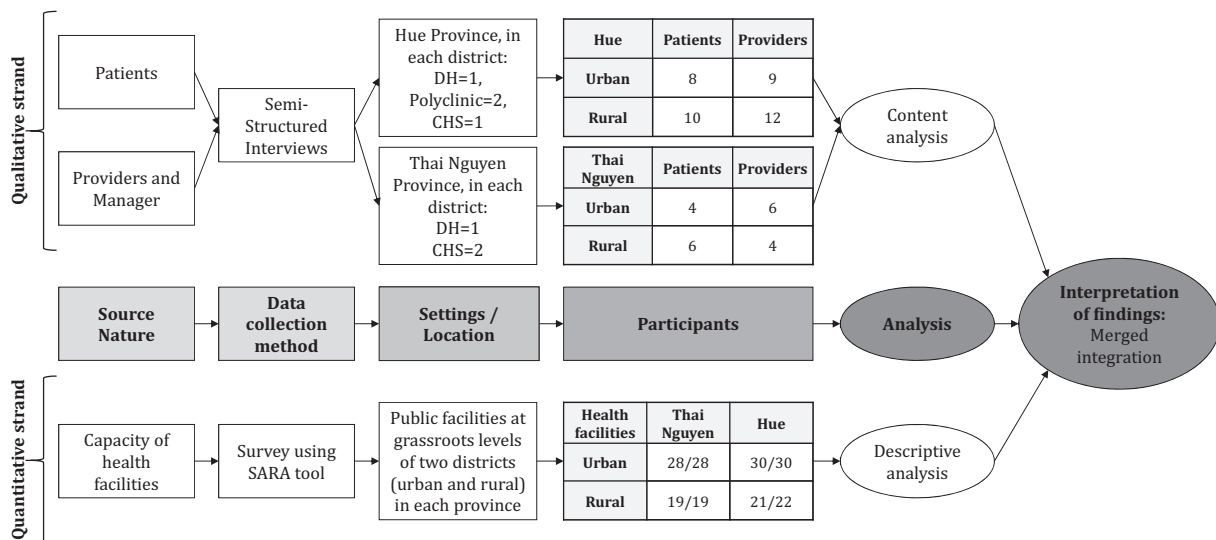 Qualitative strand
Patients
Providers and
Manager
Semi-
Structured
Interviews
Hue Province, in
each district:
DH=1,
Polyclinic=2,
CHS=1
Thai Nguyen
Province, in each
district:
DH=1
CHS=2
Hue Patients Providers
Urban 8 9
Rural 10 12
Thai
Nguyen
Patients Providers
Urban 4 6
Rural 6 4
Content
analysis
Source
Nature
Data
collection
method
Settings /
Location
Participants
Analysis
Interpretation
of findings:
Merged
integration
Quantitative strand
Capacity of
health
facilities
Survey using
SARA tool
Public facilities at
grassroots levels
of two districts
(urban and rural)
in each province
Health
facilities
Thai
Nguyen
Hue
Urban 28/28 30/30
Rural 19/19 21/22
Descriptive
analysis